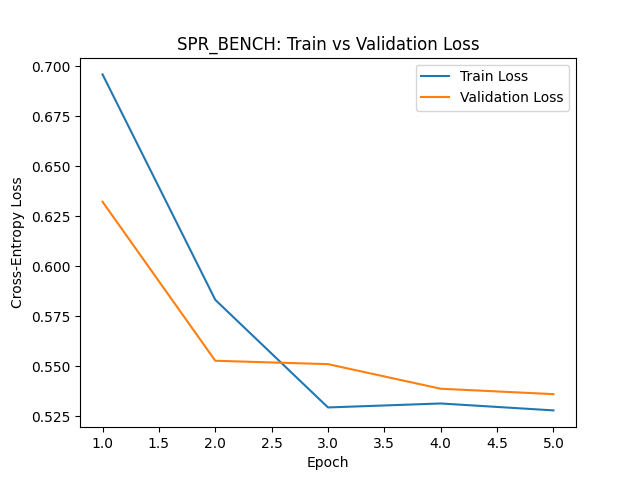 SPR_BENCH: Train vs Validation Loss
Train Loss
Validation Loss
Cross-Entropy Loss
0.700
0.675
0.650
0.625
0.600
0.575
0.550
0.525
1.0 1.5 2.0 2.5 3.0 3.5 4.0 4.5 5.0
Epoch